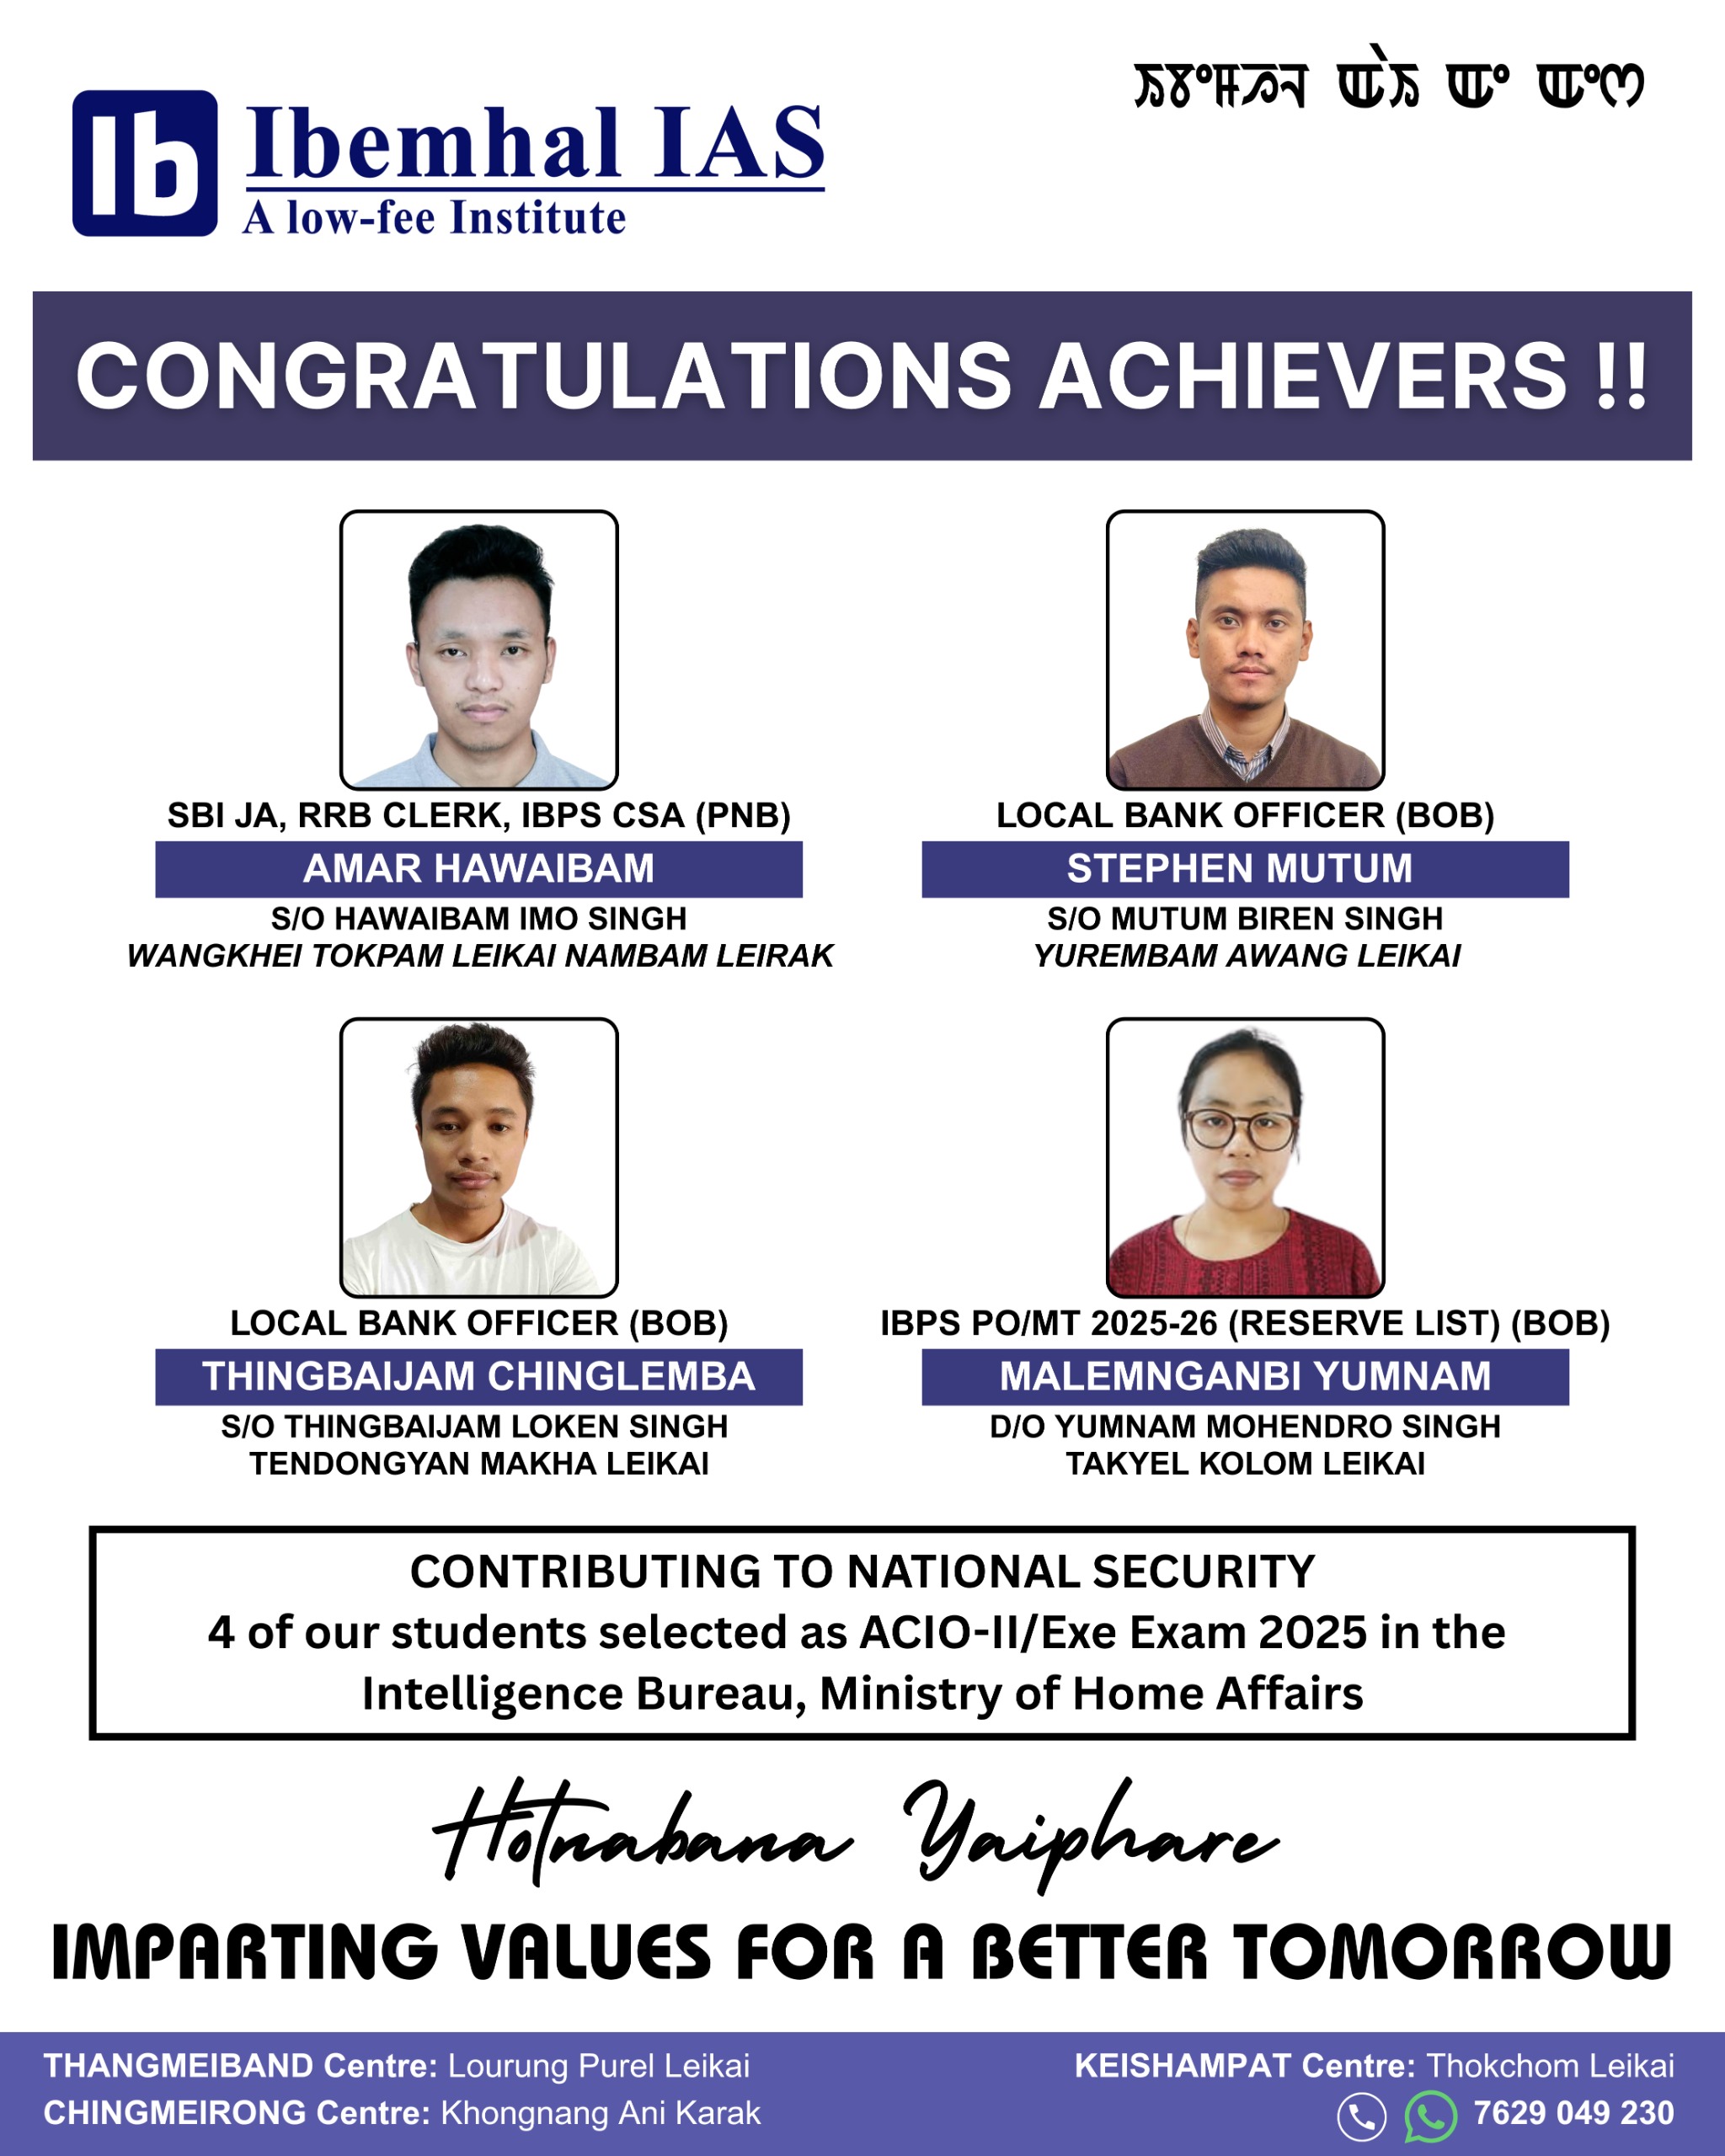 Ib
Ibemhal IAS
A low-fee Institute
CONGRATULATIONS ACHIEVERS !!
SBI JA, RRB CLERK, IBPS CSA (PNB)
AMAR HAWAIBAM
S/O HAWAIBAM IMO SINGH
WANGKHEI TOKPAM LEIKAI NAMBAM LEIRAK
LOCAL BANK OFFICER (BOB)
STEPHEN MUTUM
S/O MUTUM BIREN SINGH
YUREMBAM AWANG LEIKAI
LOCAL BANK OFFICER (BOB)
THINGBAIJAM CHINGLEMBA
S/O THINGBAIJAM LOKEN SINGH
TENDONGYAN MAKHA LEIKAI
IBPS PO/MT 2025-26 (RESERVE LIST) (BOB)
MALEMNGANBI YUMNAM
D/O YUMNAM MOHENDRO SINGH
TAKYEL KOLOM LEIKAI
CONTRIBUTING TO NATIONAL SECURITY
4 of our students selected as ACIO-II/Exe Exam 2025 in the
Intelligence Bureau, Ministry of Home Affairs
Hotnabana Yaiphare
IMPARTING VALUES FOR A BETTER TOMORROW
THANGMEIBAND Centre: Lourung Purel Leikai
CHINGMEIRONG Centre: Khongnang Ani Karak
KEISHAMPAT Centre: Thokchom Leikai
7629 049 230